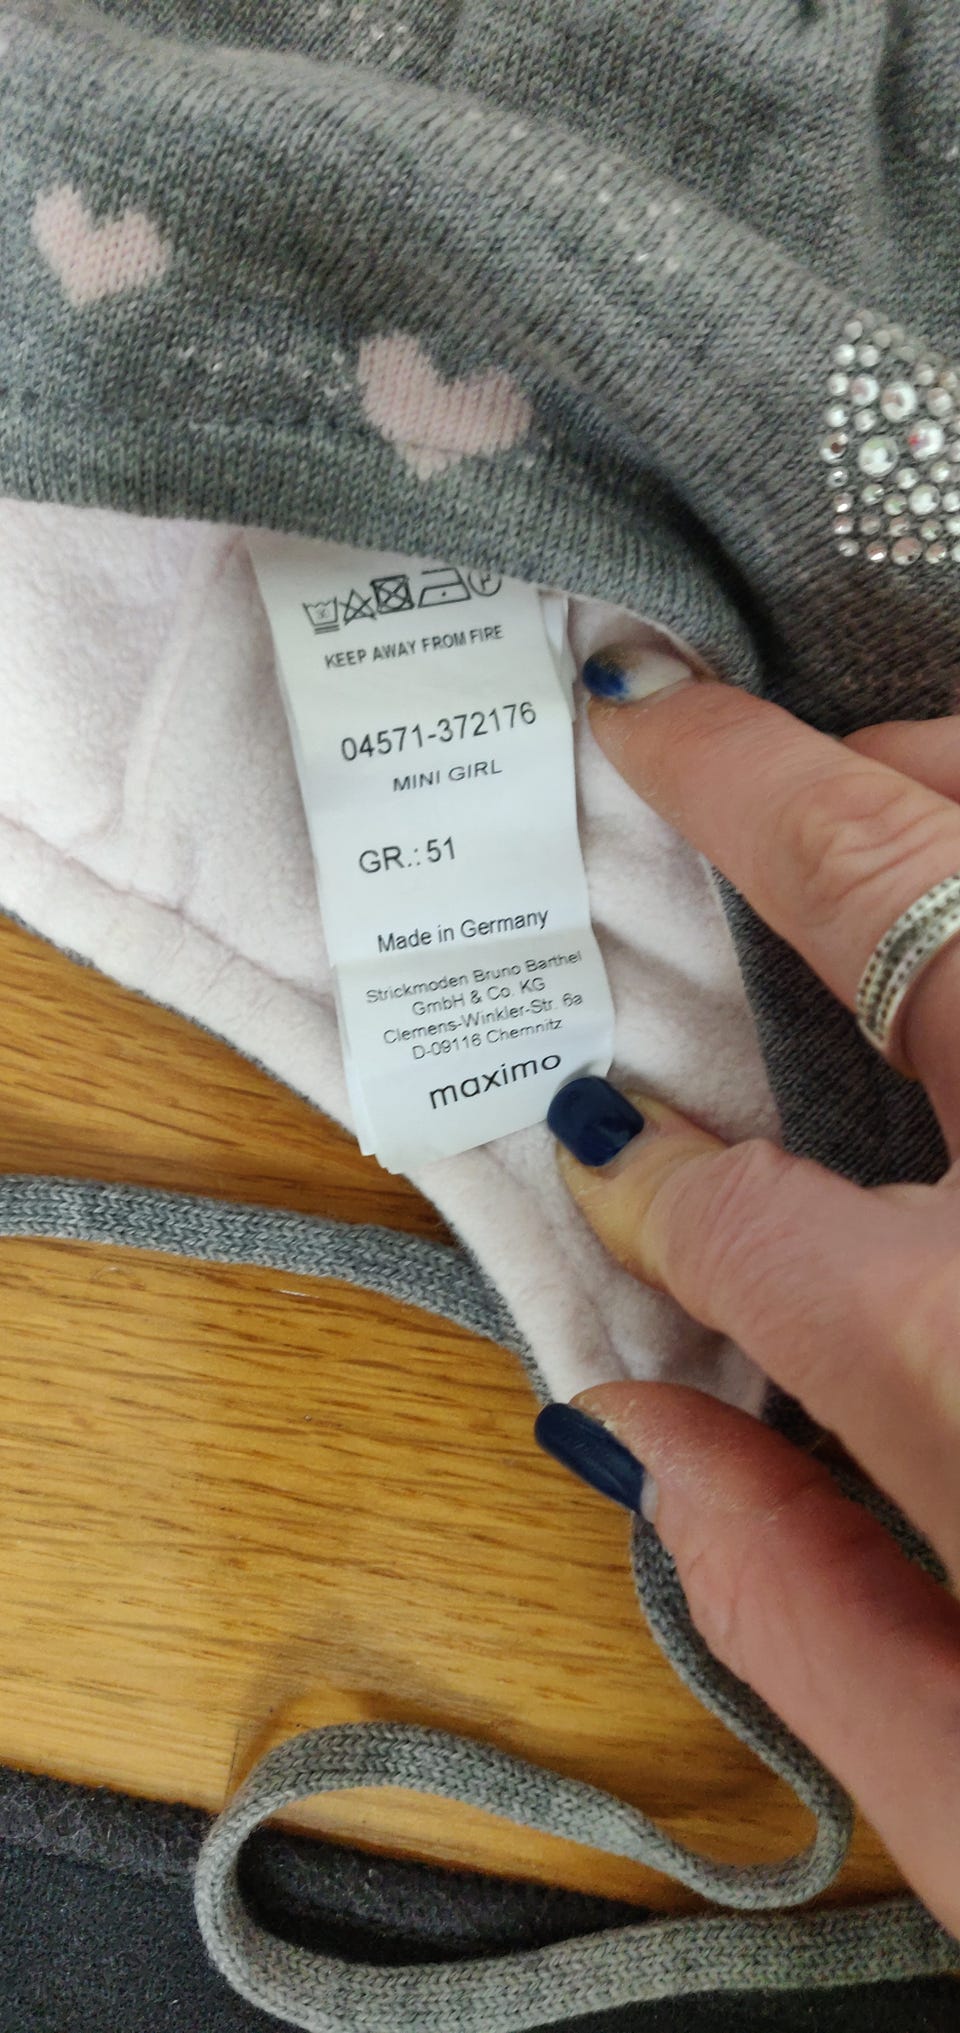 KEEP AWAY FROM FIRE
04571-372176
MINI GIRL
GR.: 51
Made in Germany
Strickmoden Bruno Barthel
GmbH & Co. KG
Clemens-Winkler-Str. 6a
D-09116 Chemnitz
maximo